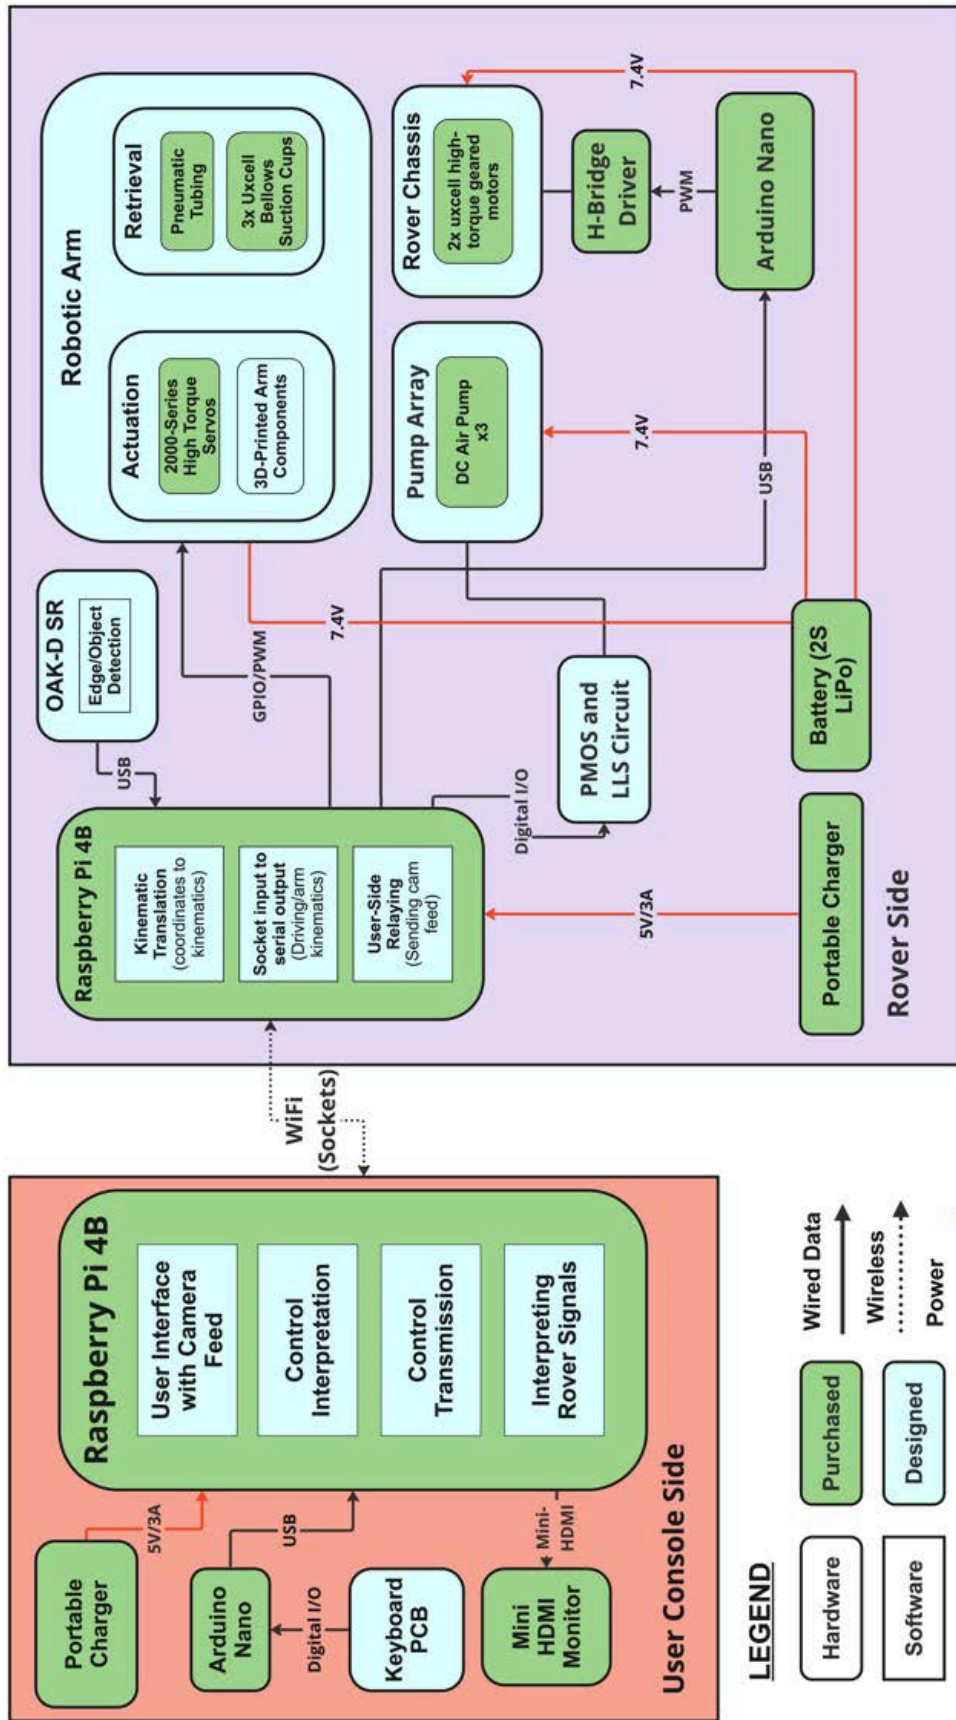 Portable
Charger
5V/3A
Arduino
Nano
USB
Digital I/O
Keyboard
PCB
Mini
HDMI
Monitor
Mini-
HDMI
Raspberry Pi 4B
User Interface
with Camera
Feed
Control
Interpretation
Control
Transmission
Interpreting
Rover Signals
User Console Side
WiFi
(Sockets)
Raspberry Pi 4B
Kinematic
Translation
(coordinates to
kinematics)
Socket input to
serial output
(Driving/arm
kinematics)
User-Side
Relaying
(Sending cam
feed)
USB
OAK-D SR
Edge/Object
Detection
GPIO/PWM
Robotic Arm
Actuation
2000-Series
High Torque
Servos
3D-Printed Arm
Components
Retrieval
Pneumatic
Tubing
3x Uxcell
Bellows
Suction Cups
7.4V
Digital I/O
PMOS and
LLS Circuit
Pump Array
DC Air Pump
x3
Rover Chassis
2x uxcell high-
torque geared
motors
H-Bridge
Driver
PWM
Arduino Nano
USB
7.4V
7.4V
5V/3A
Portable Charger
Battery (2S
LiPo)
Rover Side
LEGEND
Hardware
Software
Purchased
Designed
Wired Data
Wireless
Power